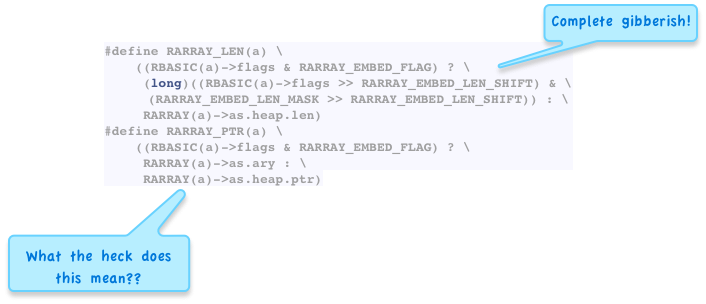 Complete gibberish!
#define RARRAY_LEN(a) \
((RBASIC(a)->flags & RARRAY_EMBED_FLAG) ? \
(long)((RBASIC(a)->flags >> RARRAY_EMBED_LEN_SHIFT) & \
(RARRAY_EMBED_LEN_MASK >> RARRAY_EMBED_LEN_SHIFT)) : \
RARRAY(a)->as.heap.len)
#define RARRAY_PTR(a) \
((RBASIC(a)->flags & RARRAY_EMBED_FLAG) ? \
RARRAY(a)->as.ary : \
RARRAY(a)->as.heap.ptr)
What the heck does
this mean??